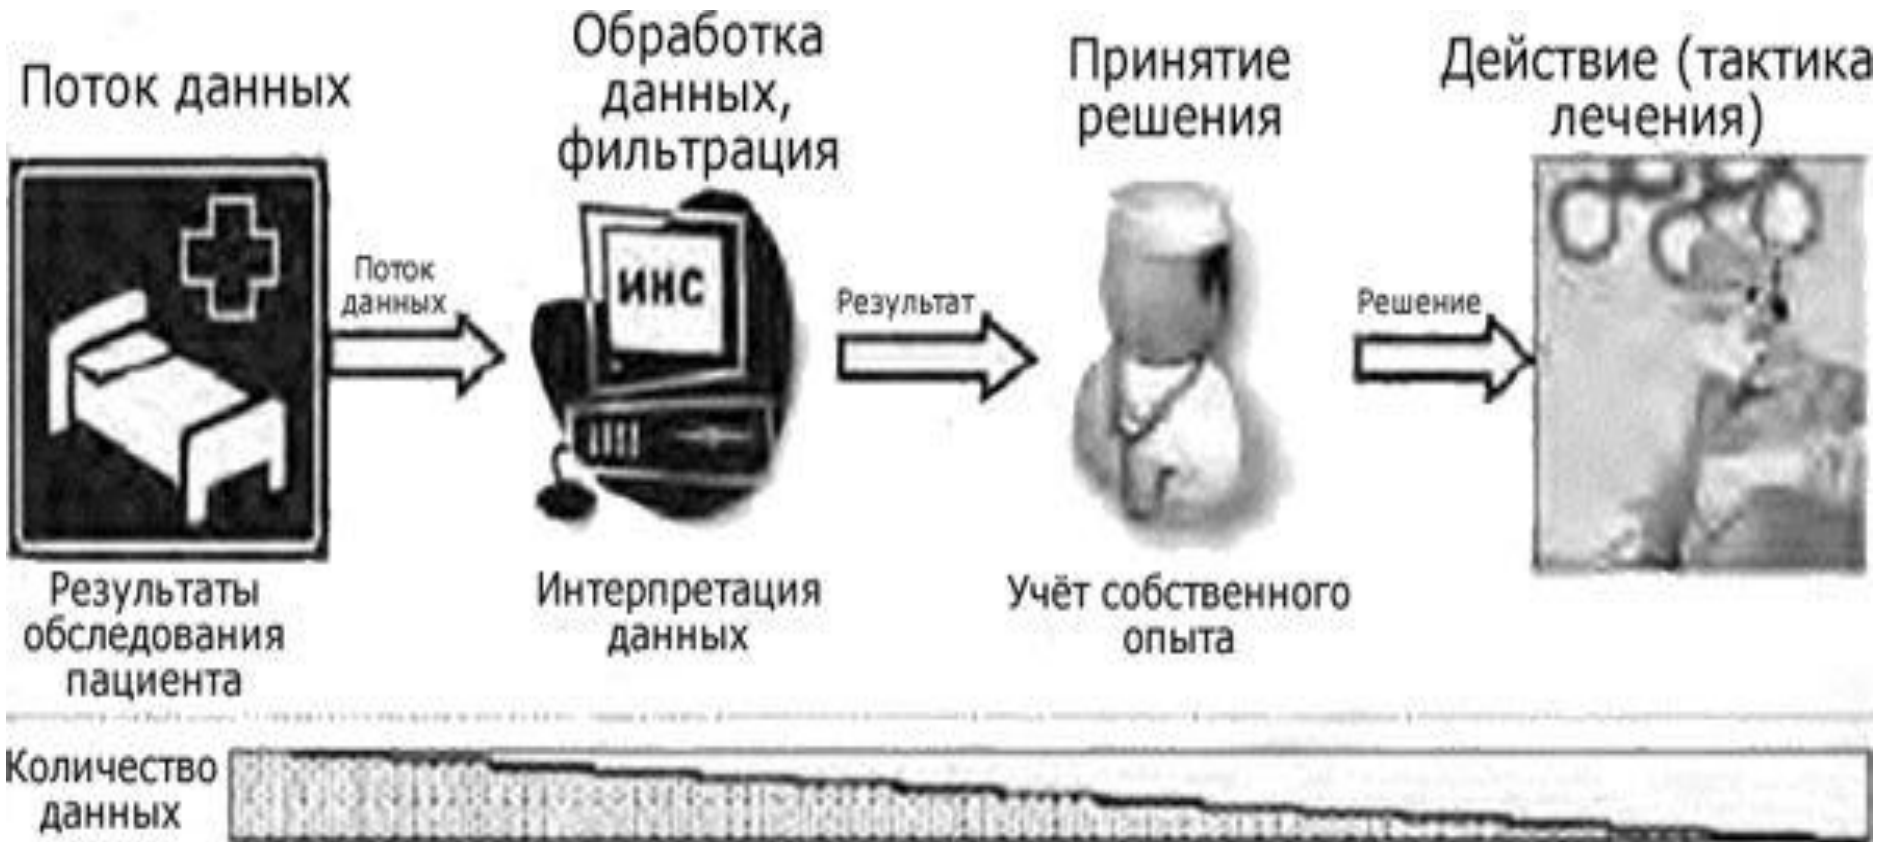 Поток данных
Обработка
данных,
фильтрация
Принятие
решения
Действие (тактика
лечения)
Поток
данных
ИНС
Результат
Решение
Результаты
обследования
пациента
Интерпретация
данных
Учёт собственного
опыта
Количество
данных